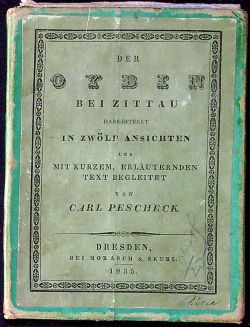 DER
OYBIN
BEI ZITTAU
DARGESTELLT
IN ZWÖLF ANSICHTEN
UND
MIT KURZEM, ERLÄUTERNDEN
TEXT BEGLEITET
VON
CARL PESCHECK.
DRESDEN,
BEI MORASCH & SKERL.
1835.